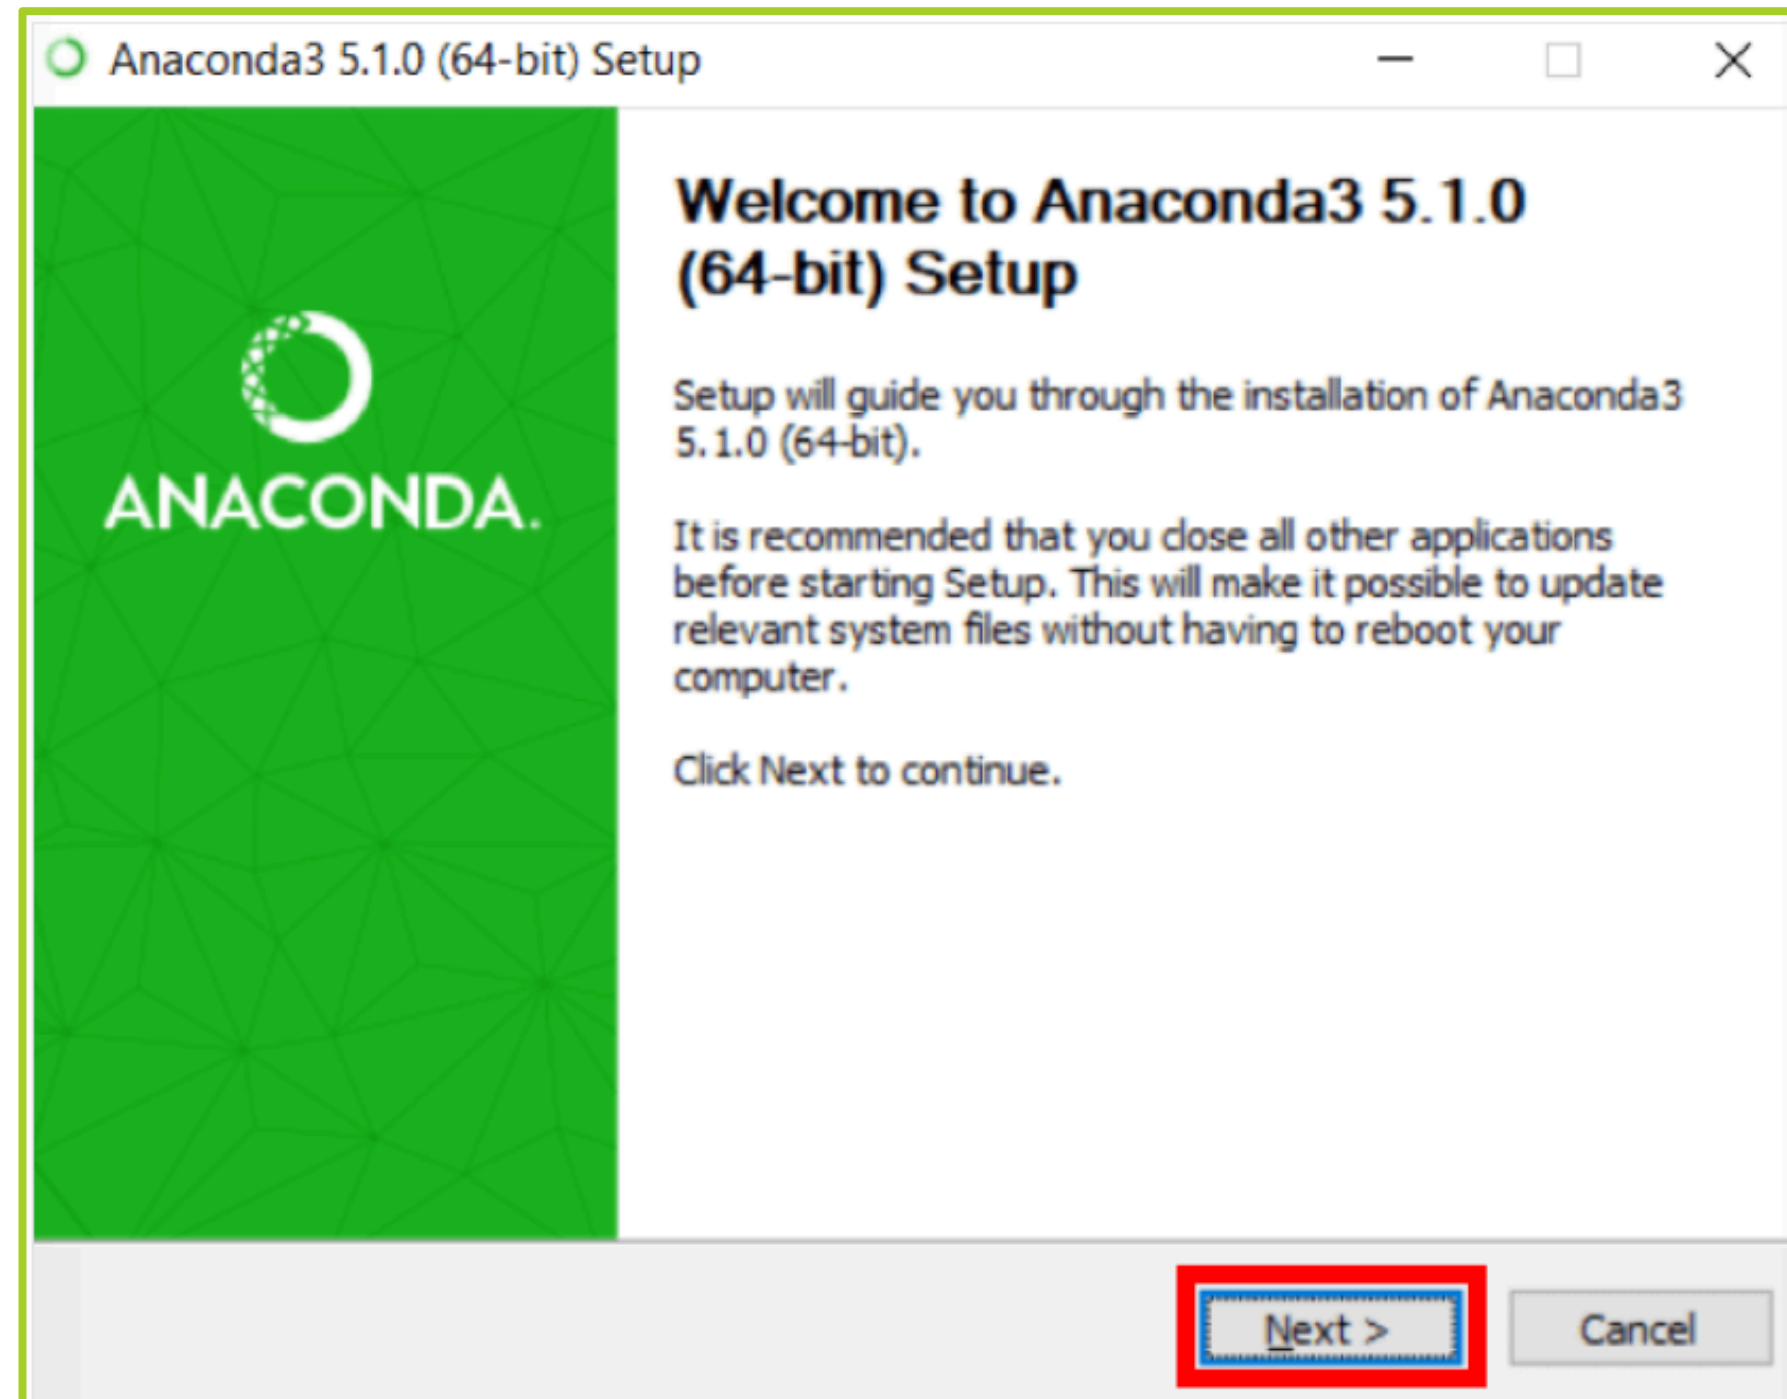 Anaconda3 5.1.0 (64-bit) Setup
ANACONDA.
Welcome to Anaconda3 5.1.0
(64-bit) Setup
Setup will guide you through the installation of Anaconda3
5.1.0 (64-bit).
It is recommended that you close all other applications
before starting Setup. This will make it possible to update
relevant system files without having to reboot your
computer.
Click Next to continue.
Next >
Cancel